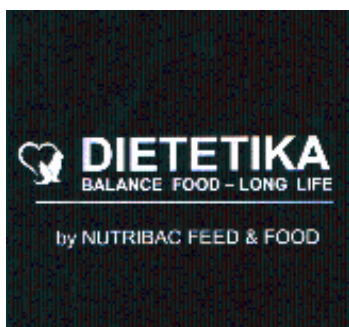 DIETETIKA
BALANCE FOOD – LONG LIFE
by NUTRIBAC FEED & FOOD